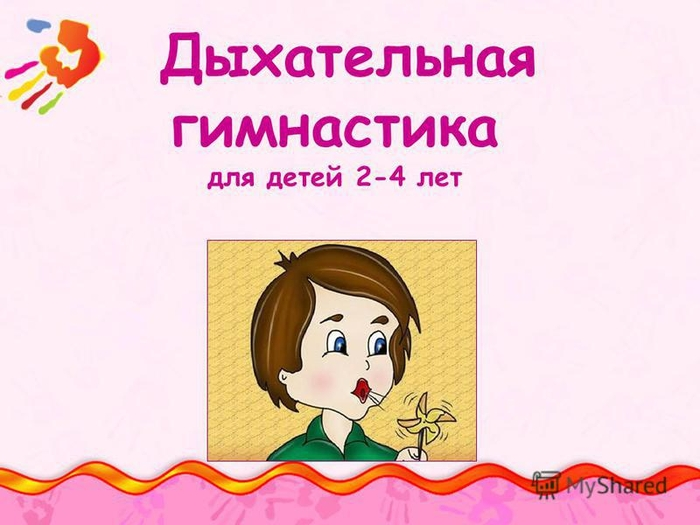 Дыхательная
гимнастика
для детей 2-4 лет
MyShared